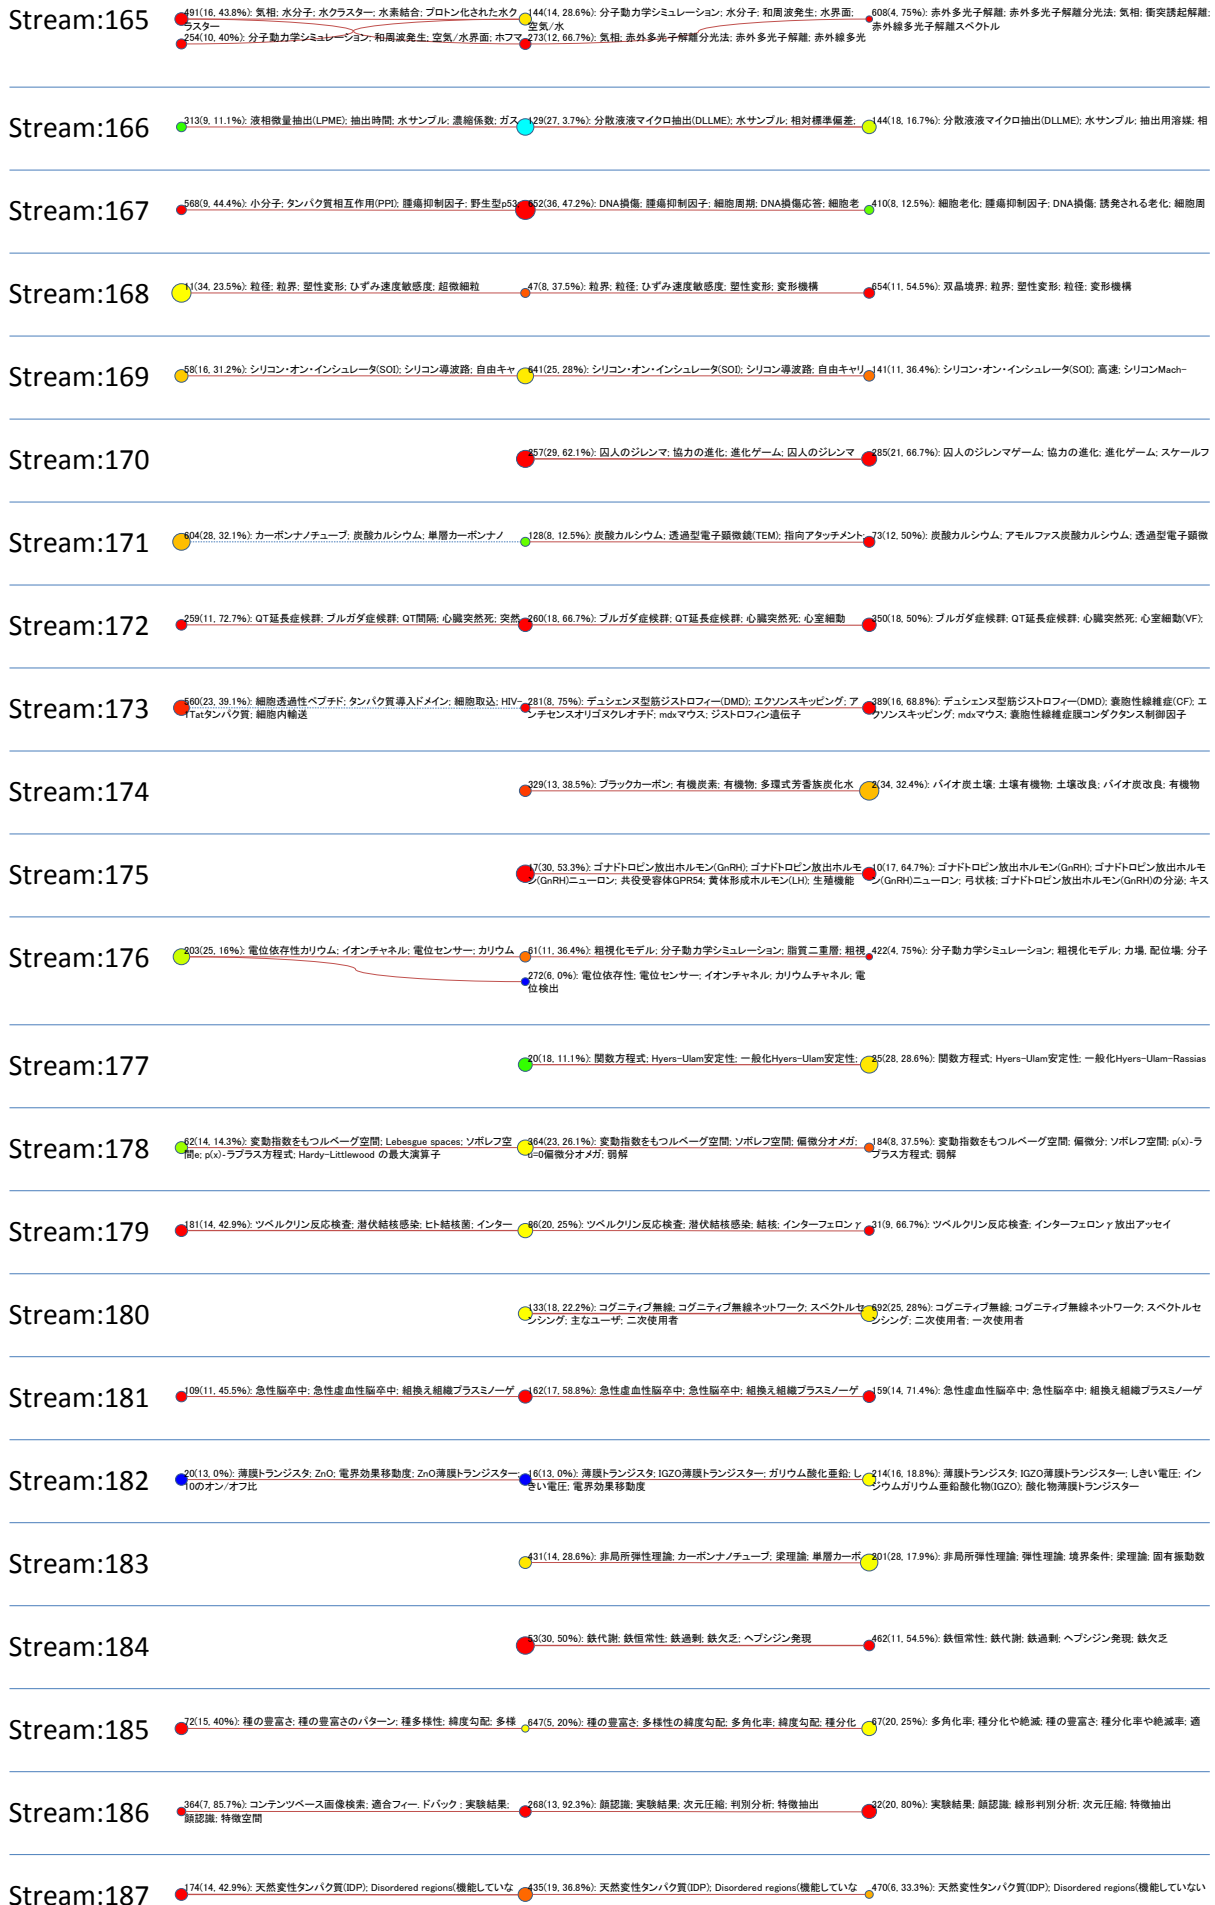 Stream:165
491(16, 43.8%): 気相; 水分子; 水クラスター; 水素結合; プロトン化された水ク
ラスター
254(10, 40%): 分子動力学シミュレーション; 和周波発生; 空気/水界面; ホフマ
144(14, 28.6%): 分子動力学シミュレーション; 水分子; 和周波発生; 水界面;
空気/水
273(12, 66.7%): 気相; 赤外多光子解離分光法; 赤外多光子解離; 赤外線多光
608(4, 75%): 赤外多光子解離; 赤外多光子解離分光法; 気相; 衝突誘起解離;
赤外線多光子解離スペクトル
Stream:166
313(9, 11.1%): 液相微量抽出(LPME); 抽出時間; 水サンプル; 濃縮係数; ガス
129(27, 3.7%): 分散液液マイクロ抽出(DLLME); 水サンプル; 相対標準偏差;
144(18, 16.7%): 分散液液マイクロ抽出(DLLME); 水サンプル; 抽出用溶媒; 相
Stream:167
568(9, 44.4%): 小分子; タンパク質相互作用(PPI); 腫瘍抑制因子; 野生型p53;
652(36, 47.2%): DNA損傷; 腫瘍抑制因子; 細胞周期; DNA損傷応答; 細胞老
410(8, 12.5%): 細胞老化; 腫瘍抑制因子; DNA損傷; 誘発される老化; 細胞周
Stream:168
11(34, 23.5%): 粒径; 粒界; 塑性変形; ひずみ速度敏感度; 超微細粒
47(8, 37.5%): 粒界; 粒径; ひずみ速度敏感度; 塑性変形; 変形機構
654(11, 54.5%): 双晶境界; 粒界; 塑性変形; 粒径; 変形機構
Stream:169
58(16, 31.2%): シリコン・オン・インシュレータ(SOI); シリコン導波路; 自由キャ
641(25, 28%): シリコン・オン・インシュレータ(SOI); シリコン導波路; 自由キャリ
141(11, 36.4%): シリコン・オン・インシュレータ(SOI); 高速; シリコンMach-
Stream:170
257(29, 62.1%): 囚人のジレンマ; 協力の進化; 進化ゲーム; 囚人のジレンマ
285(21, 66.7%): 囚人のジレンマゲーム; 協力の進化; 進化ゲーム; スケールフ
Stream:171
604(28, 32.1%): カーボンナノチューブ; 炭酸カルシウム; 単層カーボンナノ
128(8, 12.5%): 炭酸カルシウム; 透過型電子顕微鏡(TEM); 指向アタッチメント;
73(12, 50%): 炭酸カルシウム; アモルファス炭酸カルシウム; 透過型電子顕微
Stream:172
259(11, 72.7%): QT延長症候群; ブルガダ症候群; QT間隔; 心臓突然死; 突然
260(18, 66.7%): ブルガダ症候群; QT延長症候群; 心臓突然死; 心室細動
350(18, 50%): ブルガダ症候群; QT延長症候群; 心臓突然死; 心室細動(VF);
Stream:173
560(23, 39.1%): 細胞透過性ペプチド; タンパク質導入ドメイン; 細胞取込; HIV-
1Tatタンパク質; 細胞内輸送
281(8, 75%): デュシェンヌ型筋ジストロフィー(DMD); エクソンスキッピング; ア
ンチセンスオリゴヌクレオチド; mdxマウス; ジストロフィン遺伝子
389(16, 68.8%): デュシェンヌ型筋ジストロフィー(DMD); 嚢胞性線維症(CF); エ
クソンスキッピング; mdxマウス; 嚢胞性線維症膜コンダクタンス制御因子
Stream:174
329(13, 38.5%): ブラックカーボン; 有機炭素; 有機物; 多環式芳香族炭化水
2(34, 32.4%): バイオ炭土壌; 土壌有機物; 土壌改良; バイオ炭改良; 有機物
Stream:175
17(30, 53.3%): ゴナドトロピン放出ホルモン(GnRH); ゴナドトロピン放出ホルモ
ン(GnRH)ニューロン; 共役受容体GPR54; 黄体形成ホルモン(LH); 生殖機能
10(17, 64.7%): ゴナドトロピン放出ホルモン(GnRH); ゴナドトロピン放出ホルモ
ン(GnRH)ニューロン; 弓状核; ゴナドトロピン放出ホルモン(GnRH)の分泌; キス
Stream:176
203(25, 16%): 電位依存性カリウム; イオンチャネル; 電位センサー; カリウム
61(11, 36.4%): 粗視化モデル; 分子動力学シミュレーション; 脂質二重層; 粗視
272(6, 0%): 電位依存性; 電位センサー; イオンチャネル; カリウムチャネル; 電
位検出
422(4, 75%): 分子動力学シミュレーション; 粗視化モデル; 力場, 配位場; 分子
Stream:177
20(18, 11.1%): 関数方程式; Hyers-Ulam安定性; 一般化Hyers-Ulam安定性;
25(28, 28.6%): 関数方程式; Hyers-Ulam安定性; 一般化Hyers-Ulam-Rassias
Stream:178
62(14, 14.3%): 変動指数をもつルベーグ空間; Lebesgue spaces; ソボレフ空
間e; p(x)-ラプラス方程式; Hardy-Littlewood の最大演算子
364(23, 26.1%): 変動指数をもつルベーグ空間; ソボレフ空間; 偏微分オメガ;
u=0偏微分オメガ; 弱解
184(8, 37.5%): 変動指数をもつルベーグ空間; 偏微分; ソボレフ空間; p(x)-ラ
プラス方程式; 弱解
Stream:179
181(14, 42.9%): ツベルクリン反応検査; 潜伏結核感染; ヒト結核菌; インター
86(20, 25%): ツベルクリン反応検査; 潜伏結核感染; 結核; インターフェロンγ
31(9, 66.7%): ツベルクリン反応検査; インターフェロンγ放出アッセイ
Stream:180
133(18, 22.2%): コグニティブ無線; コグニティブ無線ネットワーク; スペクトルセ
ンシング; 主なユーザ; 二次使用者
692(25, 28%): コグニティブ無線; コグニティブ無線ネットワーク; スペクトルセ
ンシング; 二次使用者; 一次使用者
Stream:181
109(11, 45.5%): 急性脳卒中; 急性虚血性脳卒中; 組換え組織プラスミノーゲ
162(17, 58.8%): 急性虚血性脳卒中; 急性脳卒中; 組換え組織プラスミノーゲ
159(14, 71.4%): 急性虚血性脳卒中; 急性脳卒中; 組換え組織プラスミノーゲ
Stream:182
20(13, 0%): 薄膜トランジスタ; ZnO; 電界効果移動度; ZnO薄膜トランジスター;
10のオン/オフ比
16(13, 0%): 薄膜トランジスタ; IGZO薄膜トランジスター; ガリウム酸化亜鉛; し
きい電圧; 電界効果移動度
214(16, 18.8%): 薄膜トランジスタ; IGZO薄膜トランジスター; しきい電圧; イン
ジウムガリウム亜鉛酸化物(IGZO); 酸化物薄膜トランジスター
Stream:183
431(14, 28.6%): 非局所弾性理論; カーボンナノチューブ; 梁理論; 単層カーボ
201(28, 17.9%): 非局所弾性理論; 弾性理論; 境界条件; 梁理論; 固有振動数
Stream:184
53(30, 50%): 鉄代謝; 鉄恒常性; 鉄過剰; 鉄欠乏; ヘプシジン発現
462(11, 54.5%): 鉄恒常性; 鉄代謝; 鉄過剰; ヘプシジン発現; 鉄欠乏
Stream:185
72(15, 40%): 種の豊富さ; 種の豊富さのパターン; 種多様性; 緯度勾配; 多様
647(5, 20%): 種の豊富さ; 多様性の緯度勾配; 多角化率; 緯度勾配; 種分化
67(20, 25%): 多角化率; 種分化や絶滅; 種の豊富さ; 種分化率や絶滅率; 適
Stream:186
364(7, 85.7%): コンテンツベース画像検索; 適合フィー.ドバック ; 実験結果;
顔認識; 特徴空間
268(13, 92.3%): 顔認識; 実験結果; 次元圧縮; 判別分析; 特徴抽出
32(20, 80%): 実験結果; 顔認識; 線形判別分析; 次元圧縮; 特徴抽出
Stream:187
174(14, 42.9%): 天然変性タンパク質(IDP); Disordered regions(機能していな
435(19, 36.8%): 天然変性タンパク質(IDP); Disordered regions(機能していな
470(6, 33.3%): 天然変性タンパク質(IDP); Disordered regions(機能していない